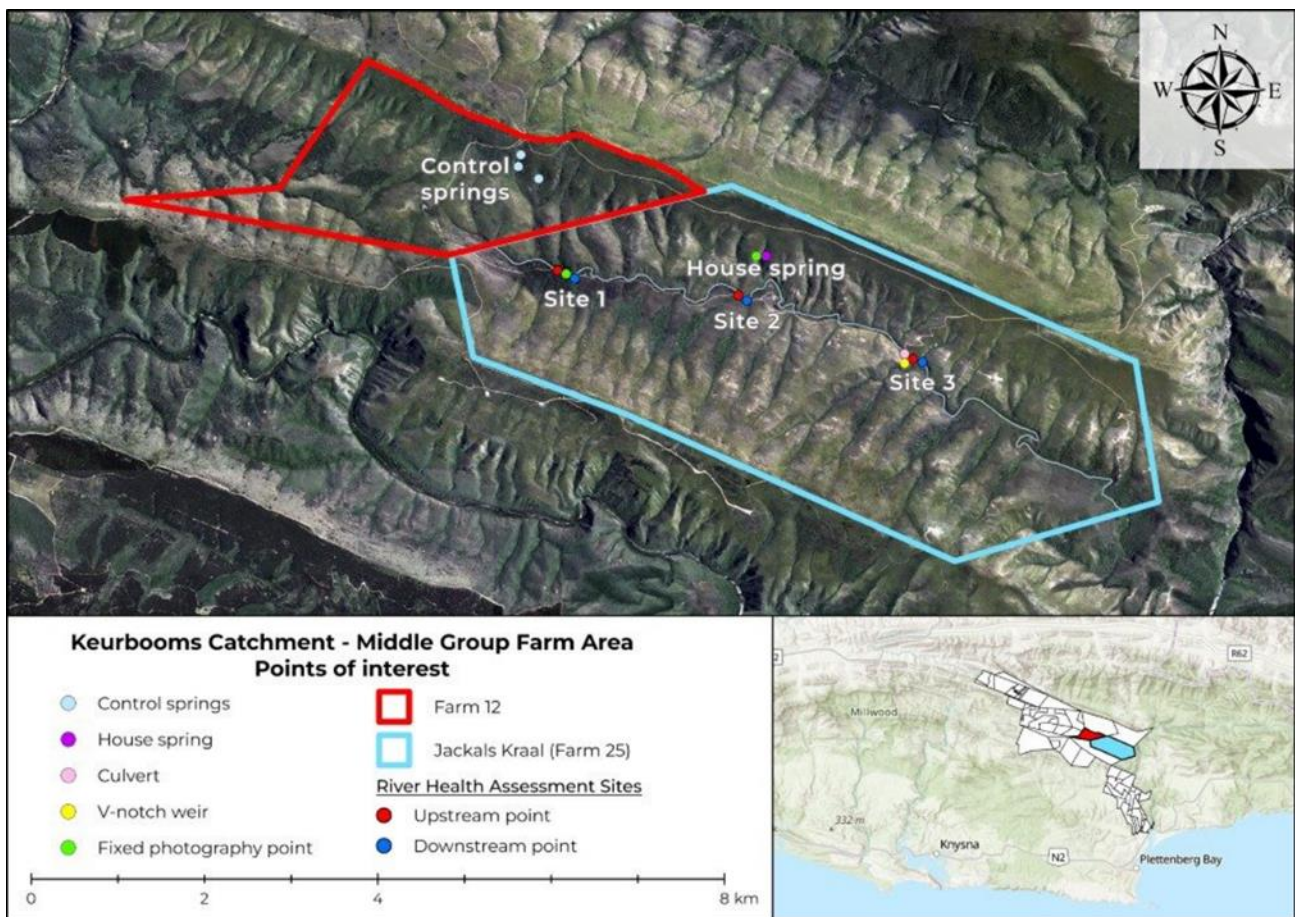 N
W E
S
Control
springs
House spring
Site 1
Site 2
Site 3
Keurbooms Catchment - Middle Group Farm Area
Points of interest
Control springs
House spring
Culvert
V-notch weir
Fixed photography point
Farm 12
Jackals Kraal (Farm 25)
River Health Assessment Sites
Upstream point
Downstream point
0 2 4 8 km
2
R62
Millwood
332 m
Knysna
N2
Plettenberg Bay